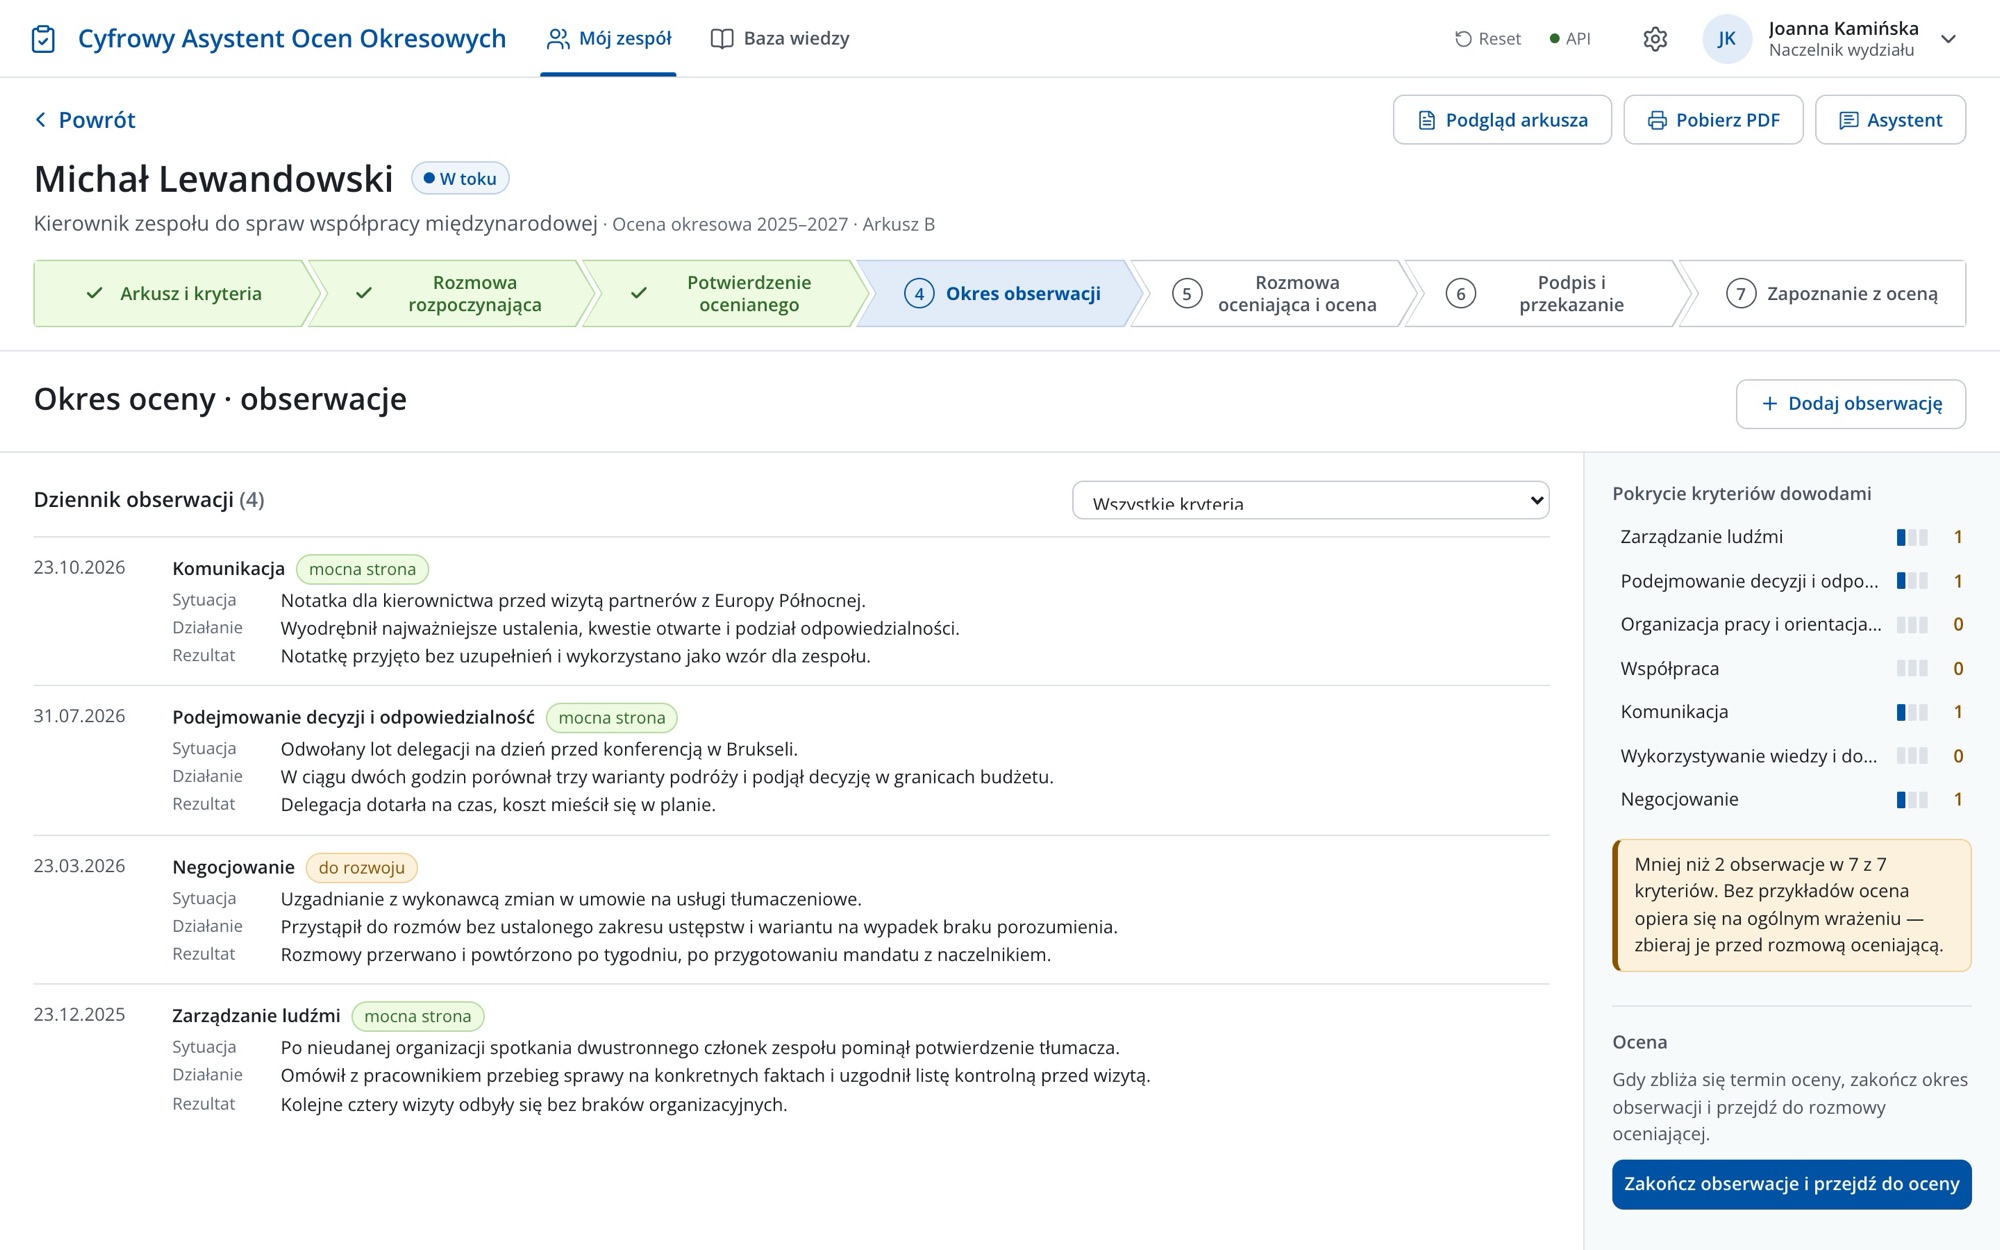 Cyfrowy Asystent Ocen Okresowych
Mój zespół
Baza wiedzy
Reset
API
JK
Joanna Kamińska
Naczelnik wydziału
Powrót
Podgląd arkusza
Pobierz PDF
Asystent
Michał Lewandowski
W toku
Kierownik zespołu do spraw współpracy międzynarodowej · Ocena okresowa 2025–2027 · Arkusz B
Arkusz i kryteria
Rozmowa
rozpoczynająca
Potwierdzenie
ocenianego
4 Okres obserwacji
5 Rozmowa
oceniająca i ocena
6 Podpis i
przekazanie
7 Zapoznanie z oceną
Okres oceny · obserwacje
Dodaj obserwację
Dziennik obserwacji (4)
Wszystkie kryteria
23.10.2026
Komunikacja mocna strona
Sytuacja Notatka dla kierownictwa przed wizytą partnerów z Europy Północnej.
Działanie Wyodrębnił najważniejsze ustalenia, kwestie otwarte i podział odpowiedzialności.
Rezultat Notatkę przyjęto bez uzupełnień i wykorzystano jako wzór dla zespołu.
31.07.2026
Podejmowanie decyzji i odpowiedzialność mocna strona
Sytuacja Odwołany lot delegacji na dzień przed konferencją w Brukseli.
Działanie W ciągu dwóch godzin porównał trzy warianty podróży i podjął decyzję w granicach budżetu.
Rezultat Delegacja dotarła na czas, koszt mieścił się w planie.
23.03.2026
Negocjowanie do rozwoju
Sytuacja Uzgadnianie z wykonawcą zmian w umowie na usługi tłumaczeniowe.
Działanie Przystąpił do rozmów bez ustalonego zakresu ustępstw i wariantu na wypadek braku porozumienia.
Rezultat Rozmowy przerwano i powtórzono po tygodniu, po przygotowaniu mandatu z naczelnikiem.
23.12.2025
Zarządzanie ludźmi mocna strona
Sytuacja Po nieudanej organizacji spotkania dwustronnego członek zespołu pominął potwierdzenie tłumacza.
Działanie Omówił z pracownikiem przebieg sprawy na konkretnych faktach i uzgodnił listę kontrolną przed wizytą.
Rezultat Kolejne cztery wizyty odbyły się bez braków organizacyjnych.
Pokrycie kryteriów dowodami
Zarządzanie ludźmi 1
Podejmowanie decyzji i odpo... 1
Organizacja pracy i orientacja... 0
Współpraca 0
Komunikacja 1
Wykorzystywanie wiedzy i do... 0
Negocjowanie 1
Mniej niż 2 obserwacje w 7 z 7
kryteriów. Bez przykładów ocena
opiera się na ogólnym wrażeniu —
zbieraj je przed rozmową oceniającą.
Ocena
Gdy zbliża się termin oceny, zakończ okres
obserwacji i przejdź do rozmowy
oceniającej.
Zakończ obserwacje i przejdź do oceny